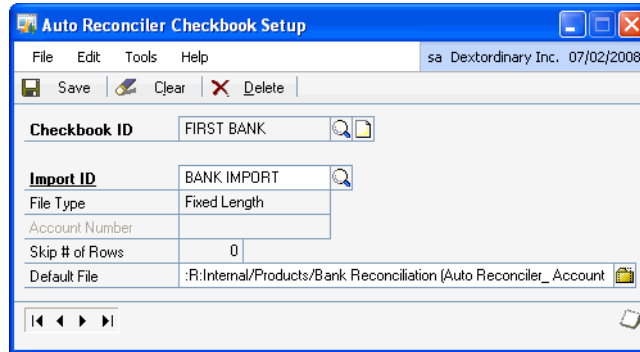 Auto Reconciler Checkbook Setup
File Edit Tools Help sa Dextordinary Inc. 07/02/2008
Save Clear Delete
Checkbook ID FIRST BANK
Import ID BANK IMPORT
File Type Fixed Length
Account Number
Skip # of Rows 0
Default File :R:Internal/Products/Bank Reconciliation (Auto Reconciler_ Account